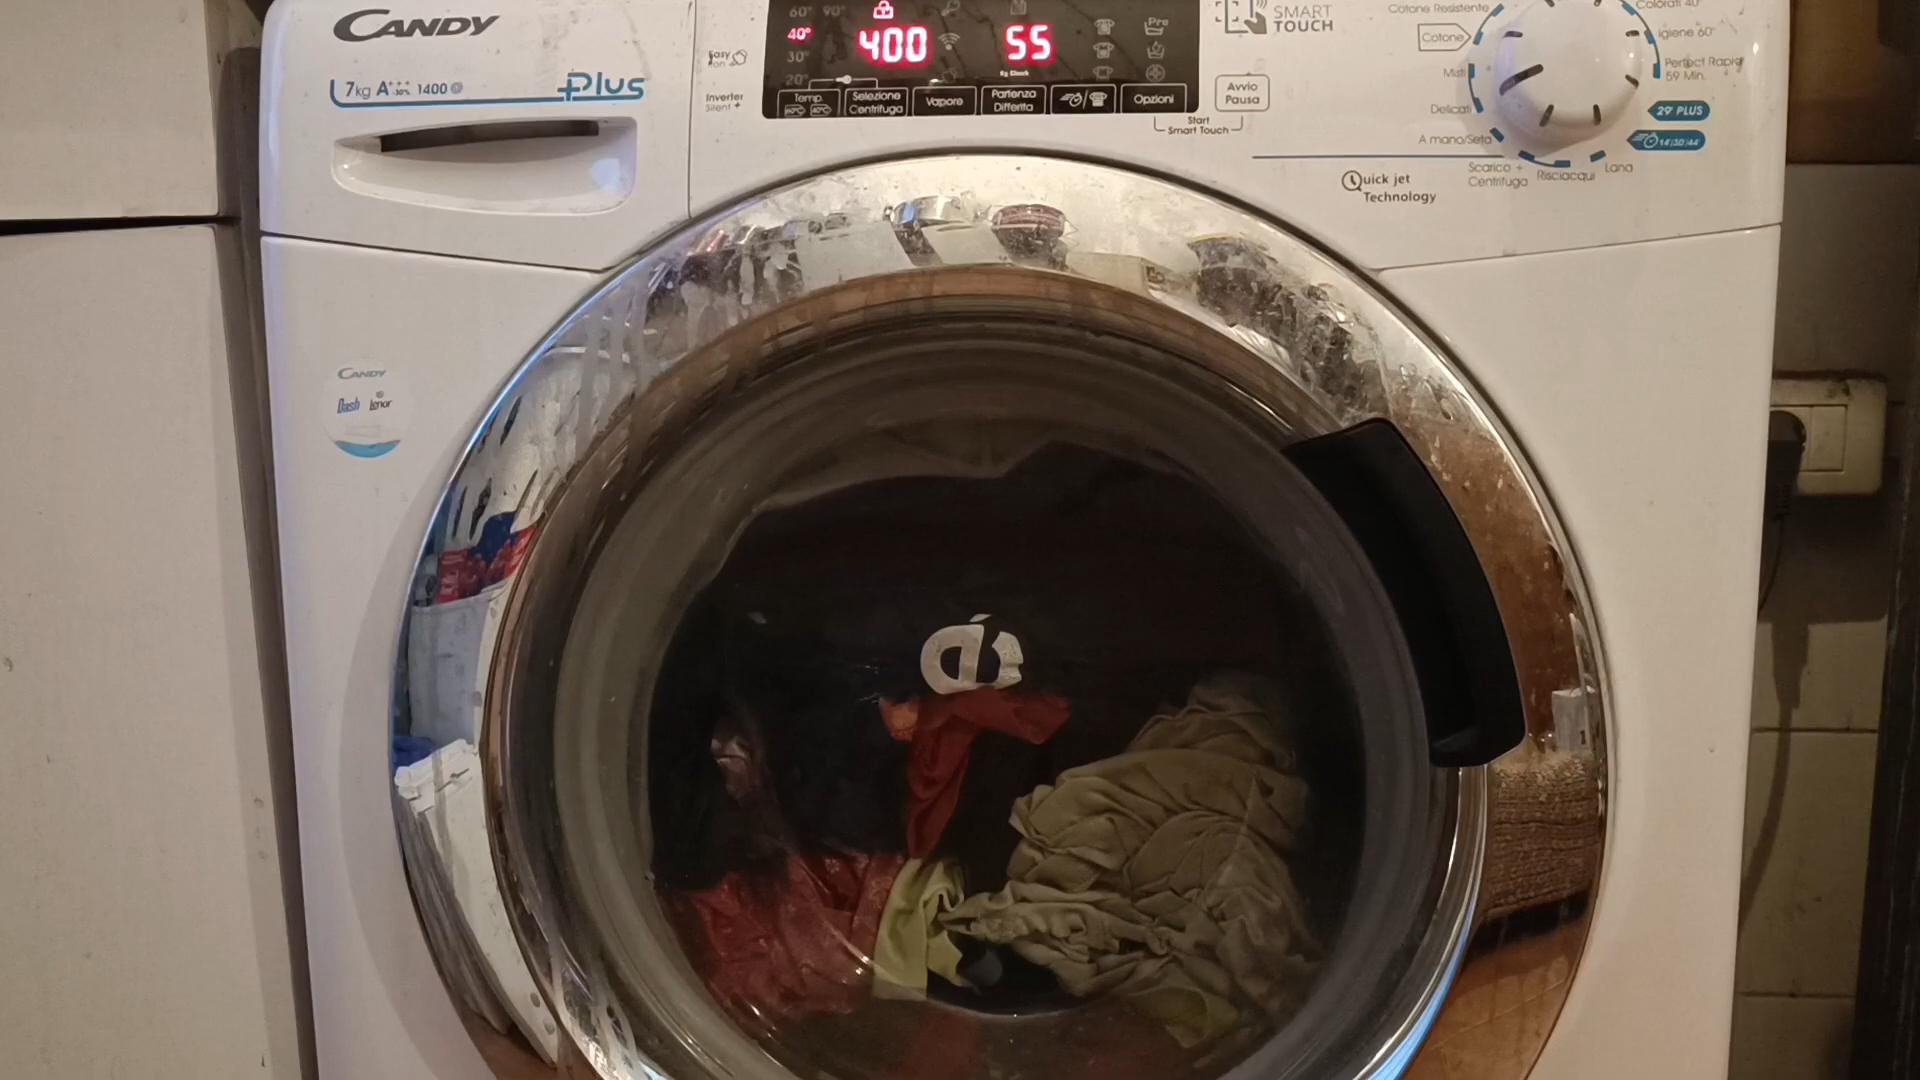 CANDY
7kg A+++ -30% 1400
Plus
Easy
Iron
Inverter
Silent +
60° 90°
40°
30°
20°
400
55
Temp.
Selezione
Centrifuga
Vapore
Partenza
Differita
Opzioni
Pre
Avvio
Pausa
Start
Smart Touch
SMART
TOUCH
Cotone Resistente
Cotone
Misti
Delicati
A mano/Seta
Scarico +
Centrifuga
Risciacqui
Lana
14'/30'/44'
29' PLUS
Perfect Rapid
59 Min.
Igiene 60°
Colorati 40°
Quick jet
Technology
CANDY
Dash Lenor